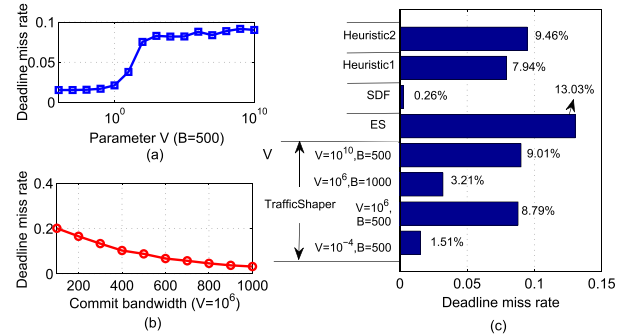 0.1
0.05
0
Deadline miss rate
10^0
10^10
Parameter V (B=500)
(a)
0.4
0.2
0
Deadline miss rate
200
400
600
800
1000
Commit bandwidth (V=10^6)
(b)
Heuristic2
9.46%
Heuristic1
7.94%
SDF
0.26%
13.03%
ES
V
V=10^10,B=500
9.01%
V=10^6,B=1000
3.21%
TrafficShaper
V=10^6,
B=500
8.79%
V=10^-4,B=500
1.51%
0
0.05
0.1
0.15
Deadline miss rate
(c)